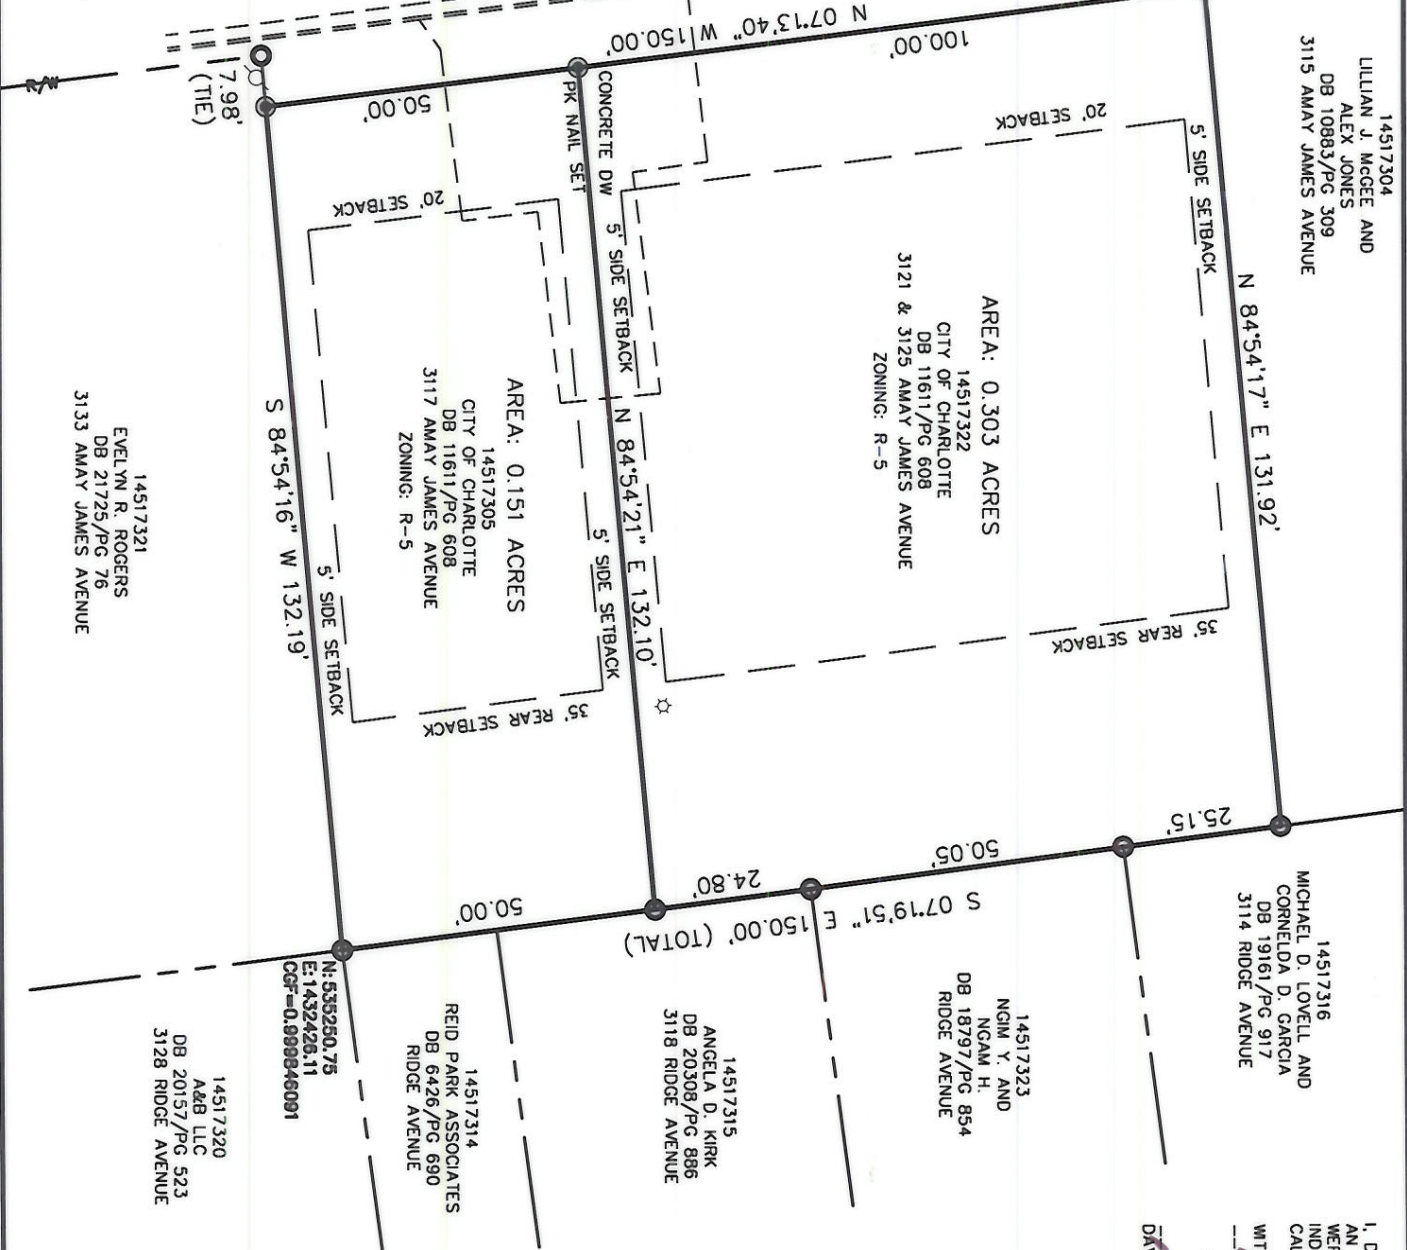 14517304
LILLIAN J. McGEE AND
ALEX JONES
DB 10883/PG 309
3115 AMAY JAMES AVENUE
N 84°54'17" E 131.92'
5' SIDE SETBACK
N 07°13'40" W 150.00'
100.00'
20' SETBACK
AREA: 0.303 ACRES
14517322
CITY OF CHARLOTTE
DB 11611/PG 608
3121 & 3125 AMAY JAMES AVENUE
ZONING: R-5
35' REAR SETBACK
CONCRETE DW
PK NAIL SET
5' SIDE SETBACK
N 84°54'21" E 132.10'
5' SIDE SETBACK
50.00'
20' SETBACK
AREA: 0.151 ACRES
14517305
CITY OF CHARLOTTE
DB 11611/PG 608
3117 AMAY JAMES AVENUE
ZONING: R-5
35' REAR SETBACK
5' SIDE SETBACK
S 84°54'16" W 132.19'
7.98'
(TIE)
R/W
14517321
EVELYN R. ROGERS
DB 21725/PG 76
3133 AMAY JAMES AVENUE
25.15'
50.05'
24.80'
50.00'
S 07°19'51" E 150.00' (TOTAL)
14517316
MICHAEL D. LOVELL AND
CORNELDA D. GARCIA
DB 19161/PG 917
3114 RIDGE AVENUE
14517323
NGIM Y. AND
NGAM H.
DB 18797/PG 854
RIDGE AVENUE
14517315
ANGELA D. KIRK
DB 20308/PG 886
3118 RIDGE AVENUE
14517314
REID PARK ASSOCIATES
DB 6426/PG 690
RIDGE AVENUE
N: 535250.75
E: 1432426.11
CGF=0.999846091
14517320
A&B LLC
DB 20157/PG 523
3128 RIDGE AVENUE
I, D
AN
WER
IND
CAL
WIT
DA